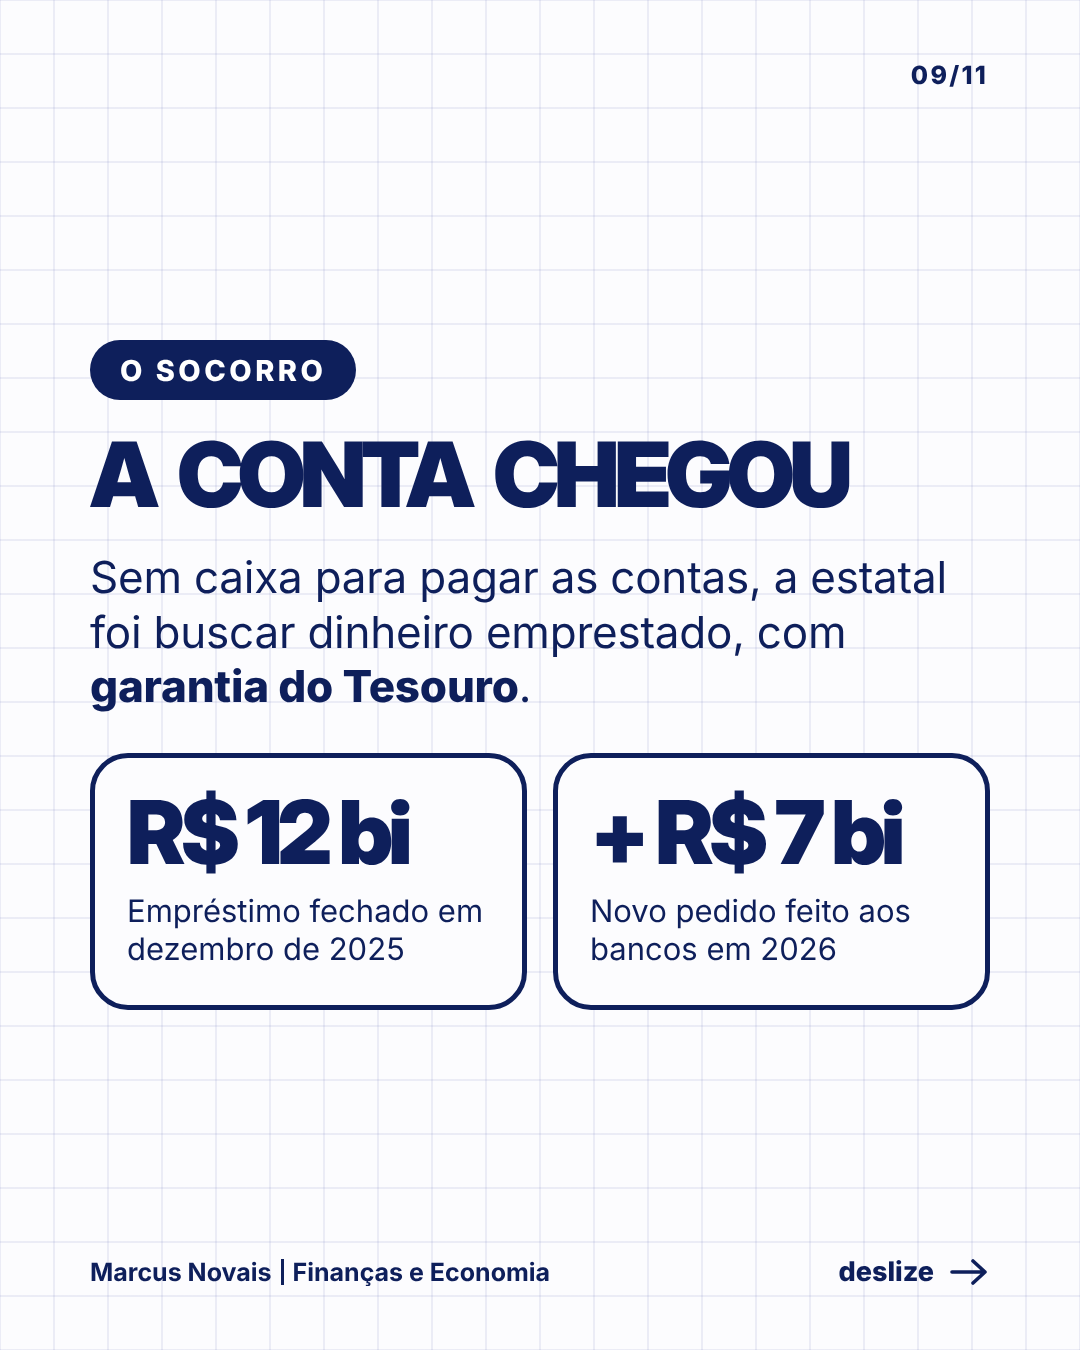 09/11
O SOCORRO
A CONTA CHEGOU
Sem caixa para pagar as contas, a estatal
foi buscar dinheiro emprestado, com
garantia do Tesouro.
R$ 12 bi
Empréstimo fechado em
dezembro de 2025
+ R$ 7 bi
Novo pedido feito aos
bancos em 2026
Marcus Novais | Finanças e Economia
deslize →